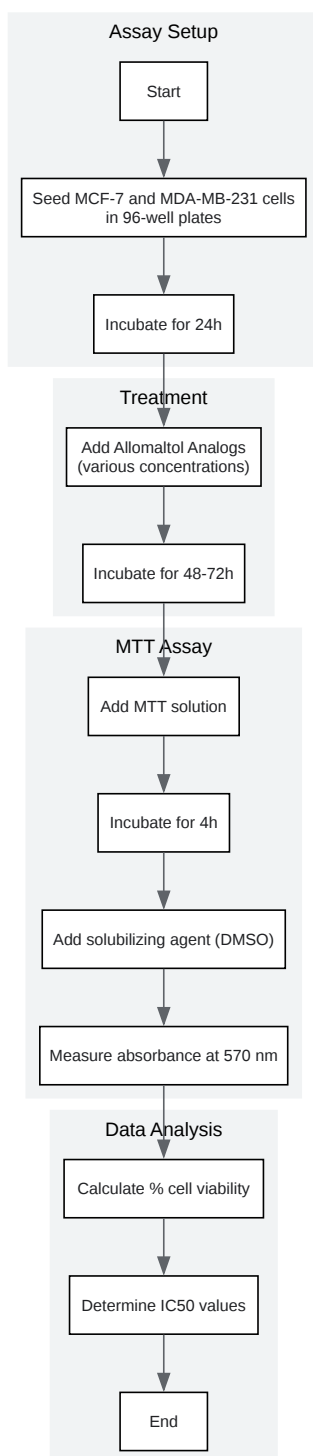 Assay Setup
Start
Seed MCF-7 and MDA-MB-231 cells
in 96-well plates
Incubate for 24h
Treatment
Add Allomaltol Analogs
(various concentrations)
Incubate for 48-72h
MTT Assay
Add MTT solution
Incubate for 4h
Add solubilizing agent (DMSO)
Measure absorbance at 570 nm
Data Analysis
Calculate % cell viability
Determine IC50 values
End